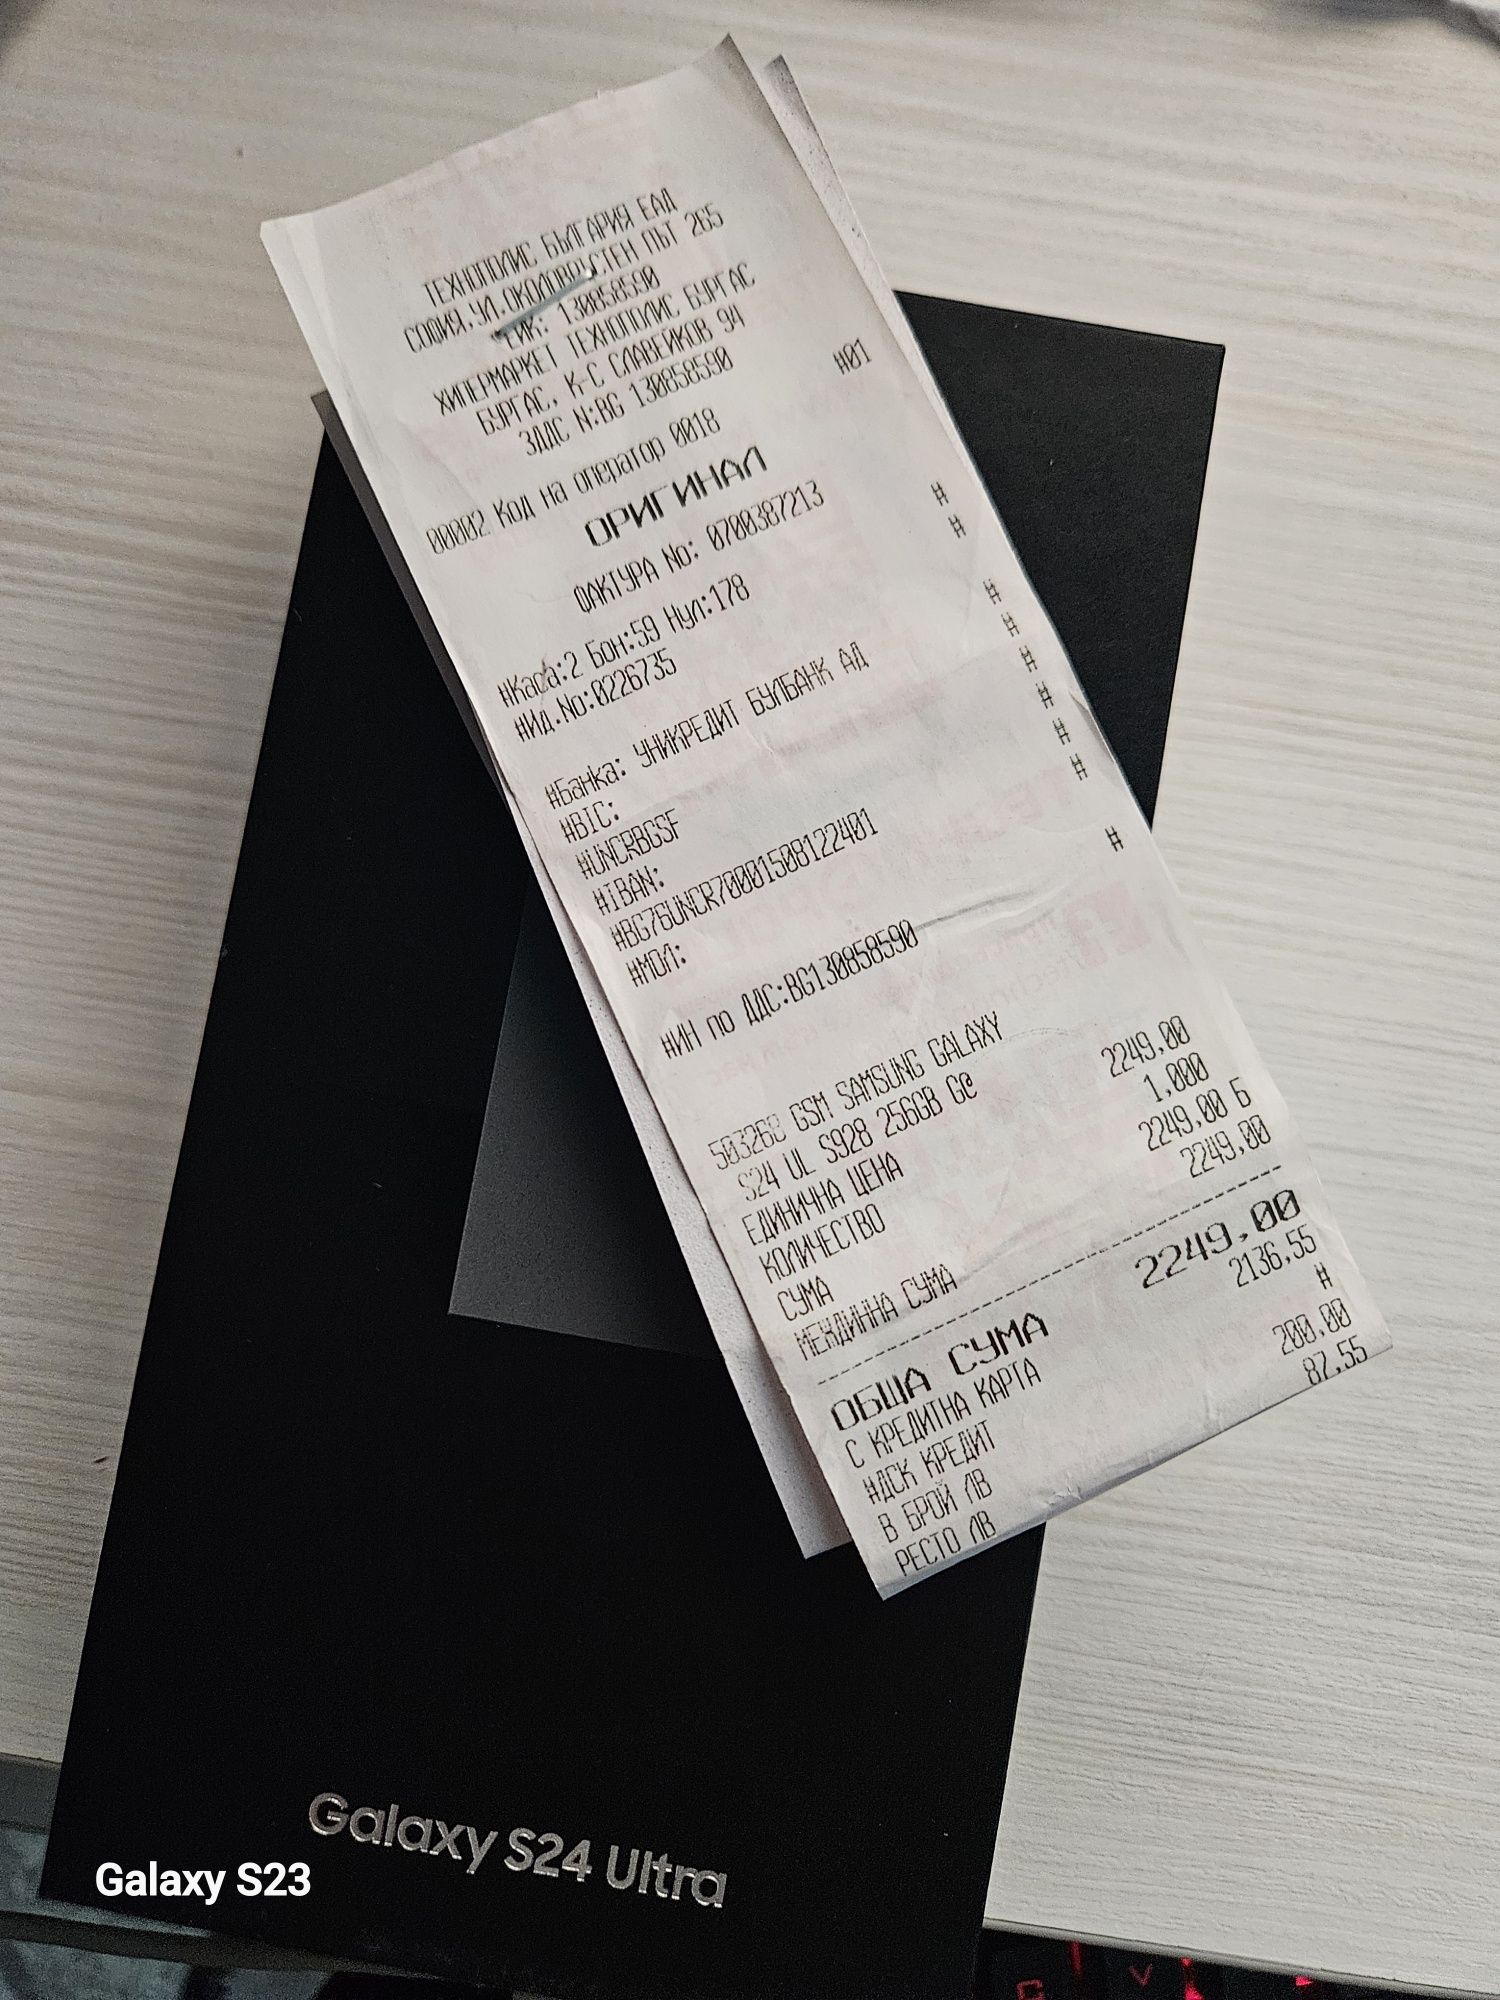 ТЕХНОПОЛИС БЪЛГАРИЯ ЕАД
СОФИЯ,УЛ.ОКОЛОВРЪСТЕН ПЪТ 265
ЕИК: 130858590
ХИПЕРМАРКЕТ ТЕХНОПОЛИС БУРГАС
БУРГАС, К-С СЛАВЕЙКОВ 94
ЗДДС N:BG 130858590
00002 Код на оператор 0018 #01
ОРИГИНАЛ
ФАКТУРА No: 0700387213
#Каса:2 Бон:59 Нул:178 #
#Ид.No:0226735 #
#Банка: УНИКРЕДИТ БУЛБАНК АД #
#BIC: #
#UNCRBGSF #
#IBAN: #
#BG76UNCR70001508122401 #
#МОЛ: #
#ИН по ДДС:BG130858590 #
503268 GSM SAMSUNG GALAXY
S24 UL S928 256GB GC@
ЕДИНИЧНА ЦЕНА 2249,00
КОЛИЧЕСТВО 1,000
СУМА 2249,00 Б
МЕЖДИННА СУМА 2249,00
ОБЩА СУМА 2249,00
С КРЕДИТНА КАРТА 2136,55
#ДСК КРЕДИТ #
В БРОЙ ЛВ 200,00
РЕСТО ЛВ 87,55
Galaxy S24 Ultra
Galaxy S23
C
V